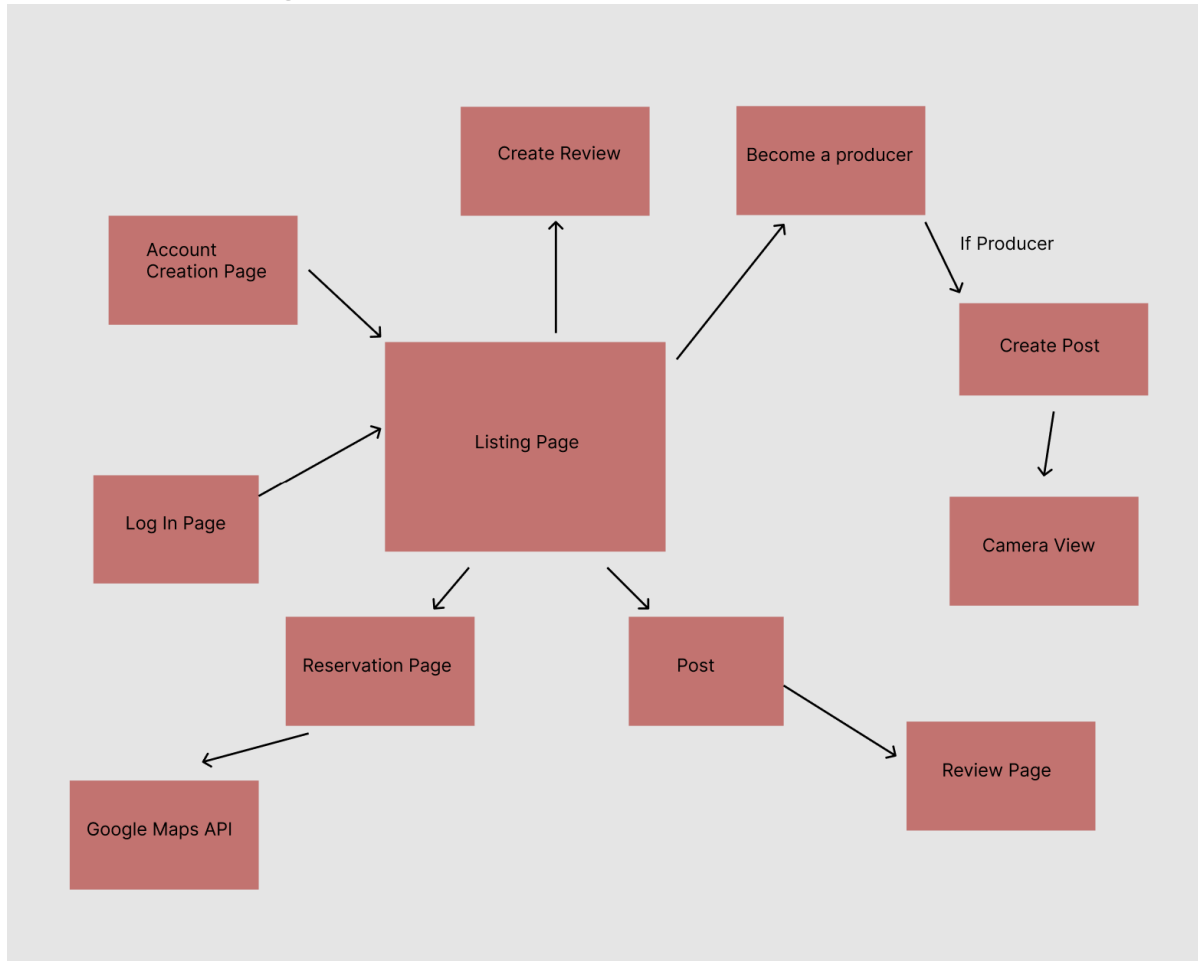 Create Review
Become a producer
Account
Creation Page
If Producer
Create Post
Listing Page
Log In Page
Camera View
Reservation Page
Post
Review Page
Google Maps API